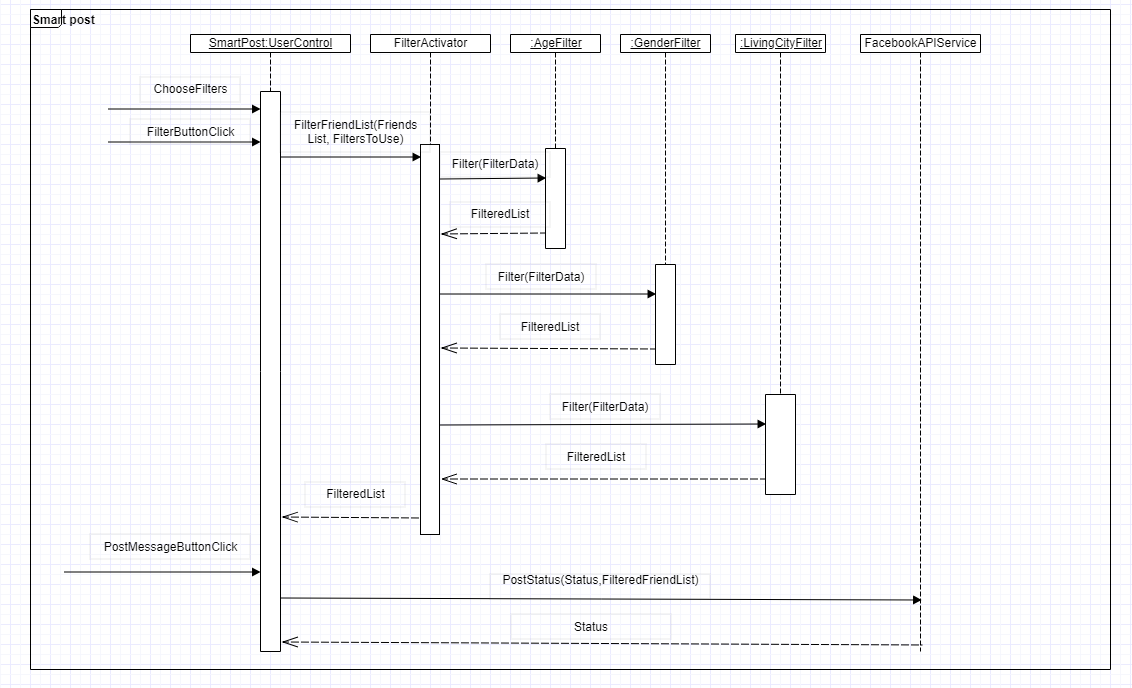 Smart post
SmartPost:UserControl
FilterActivator
:AgeFilter
:GenderFilter
:LivingCityFilter
FacebookAPIService
ChooseFilters
FilterButtonClick
FilterFriendList(Friends
List, FiltersToUse)
Filter(FilterData)
FilteredList
Filter(FilterData)
FilteredList
Filter(FilterData)
FilteredList
FilteredList
PostMessageButtonClick
PostStatus(Status,FilteredFriendList)
Status